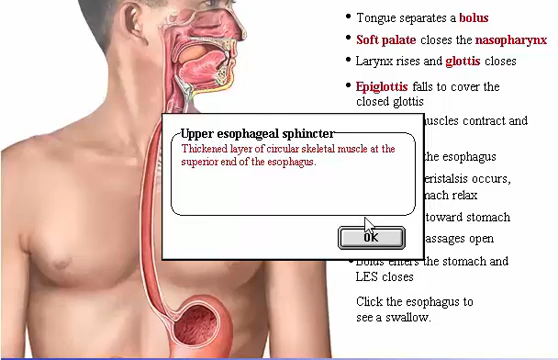 Tongue separates a bolus
Soft palate closes the nasopharynx
Larynx rises and glottis closes
Epiglottis falls to cover the
closed glottis
uscles contract and
the esophagus
eristalsis occurs,
mach relax
toward stomach
assages open
Bolus enters the stomach and
LES closes
Click the esophagus to
see a swallow.
Upper esophageal sphincter
Thickened layer of circular skeletal muscle at the
superior end of the esophagus.
OK